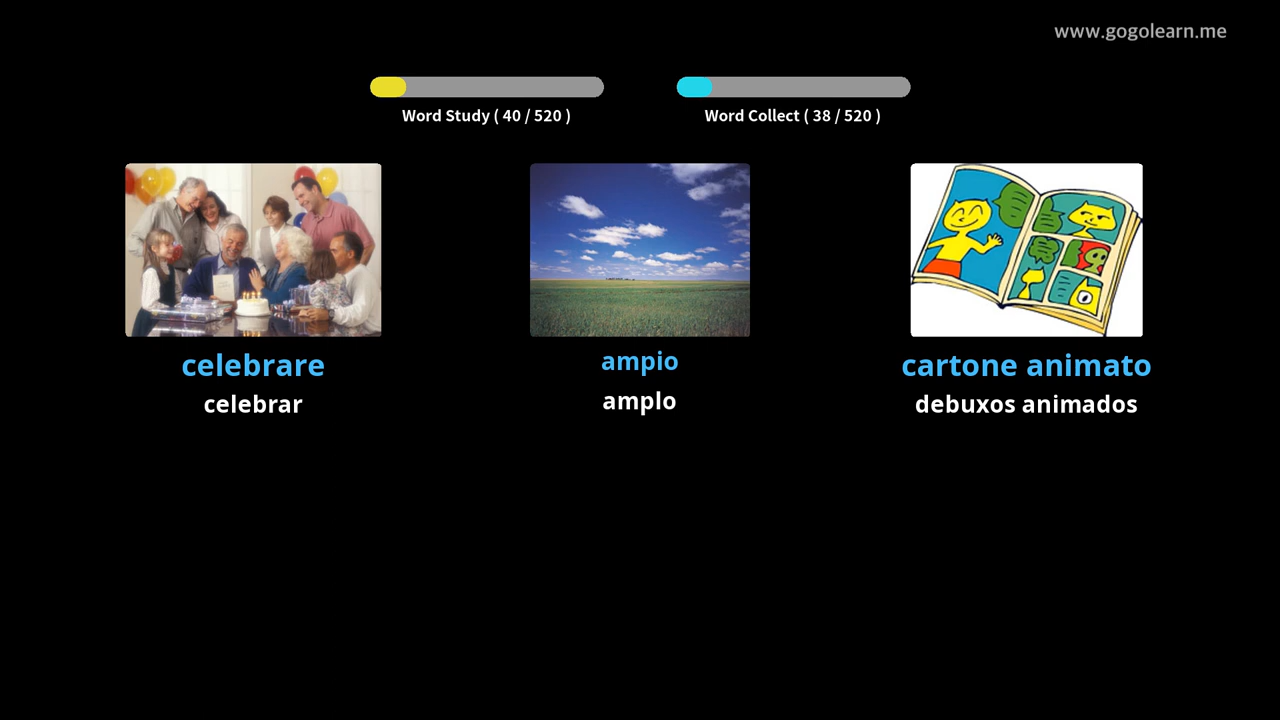 www.gogolearn.me
Word Study ( 40 / 520 )
Word Collect ( 38 / 520 )
celebrare
celebrar
ampio
amplo
cartone animato
debuxos animados